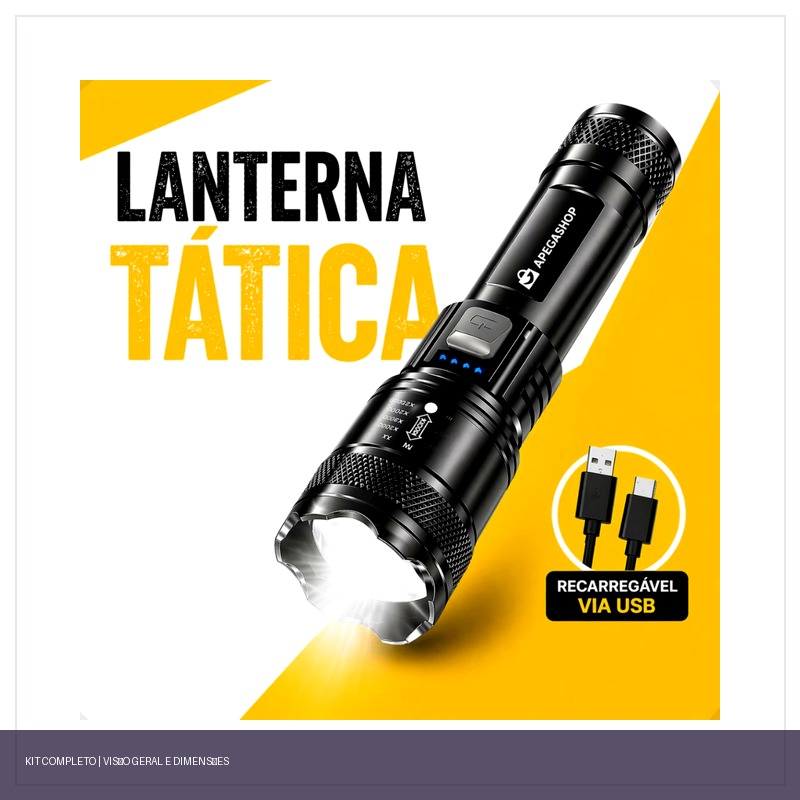 LANTERNA
TÁTICA
APEGASHOP
RECARREGÁVEL
VIA USB
KIT COMPLETO | VIS□O GERAL E DIMENS□ES